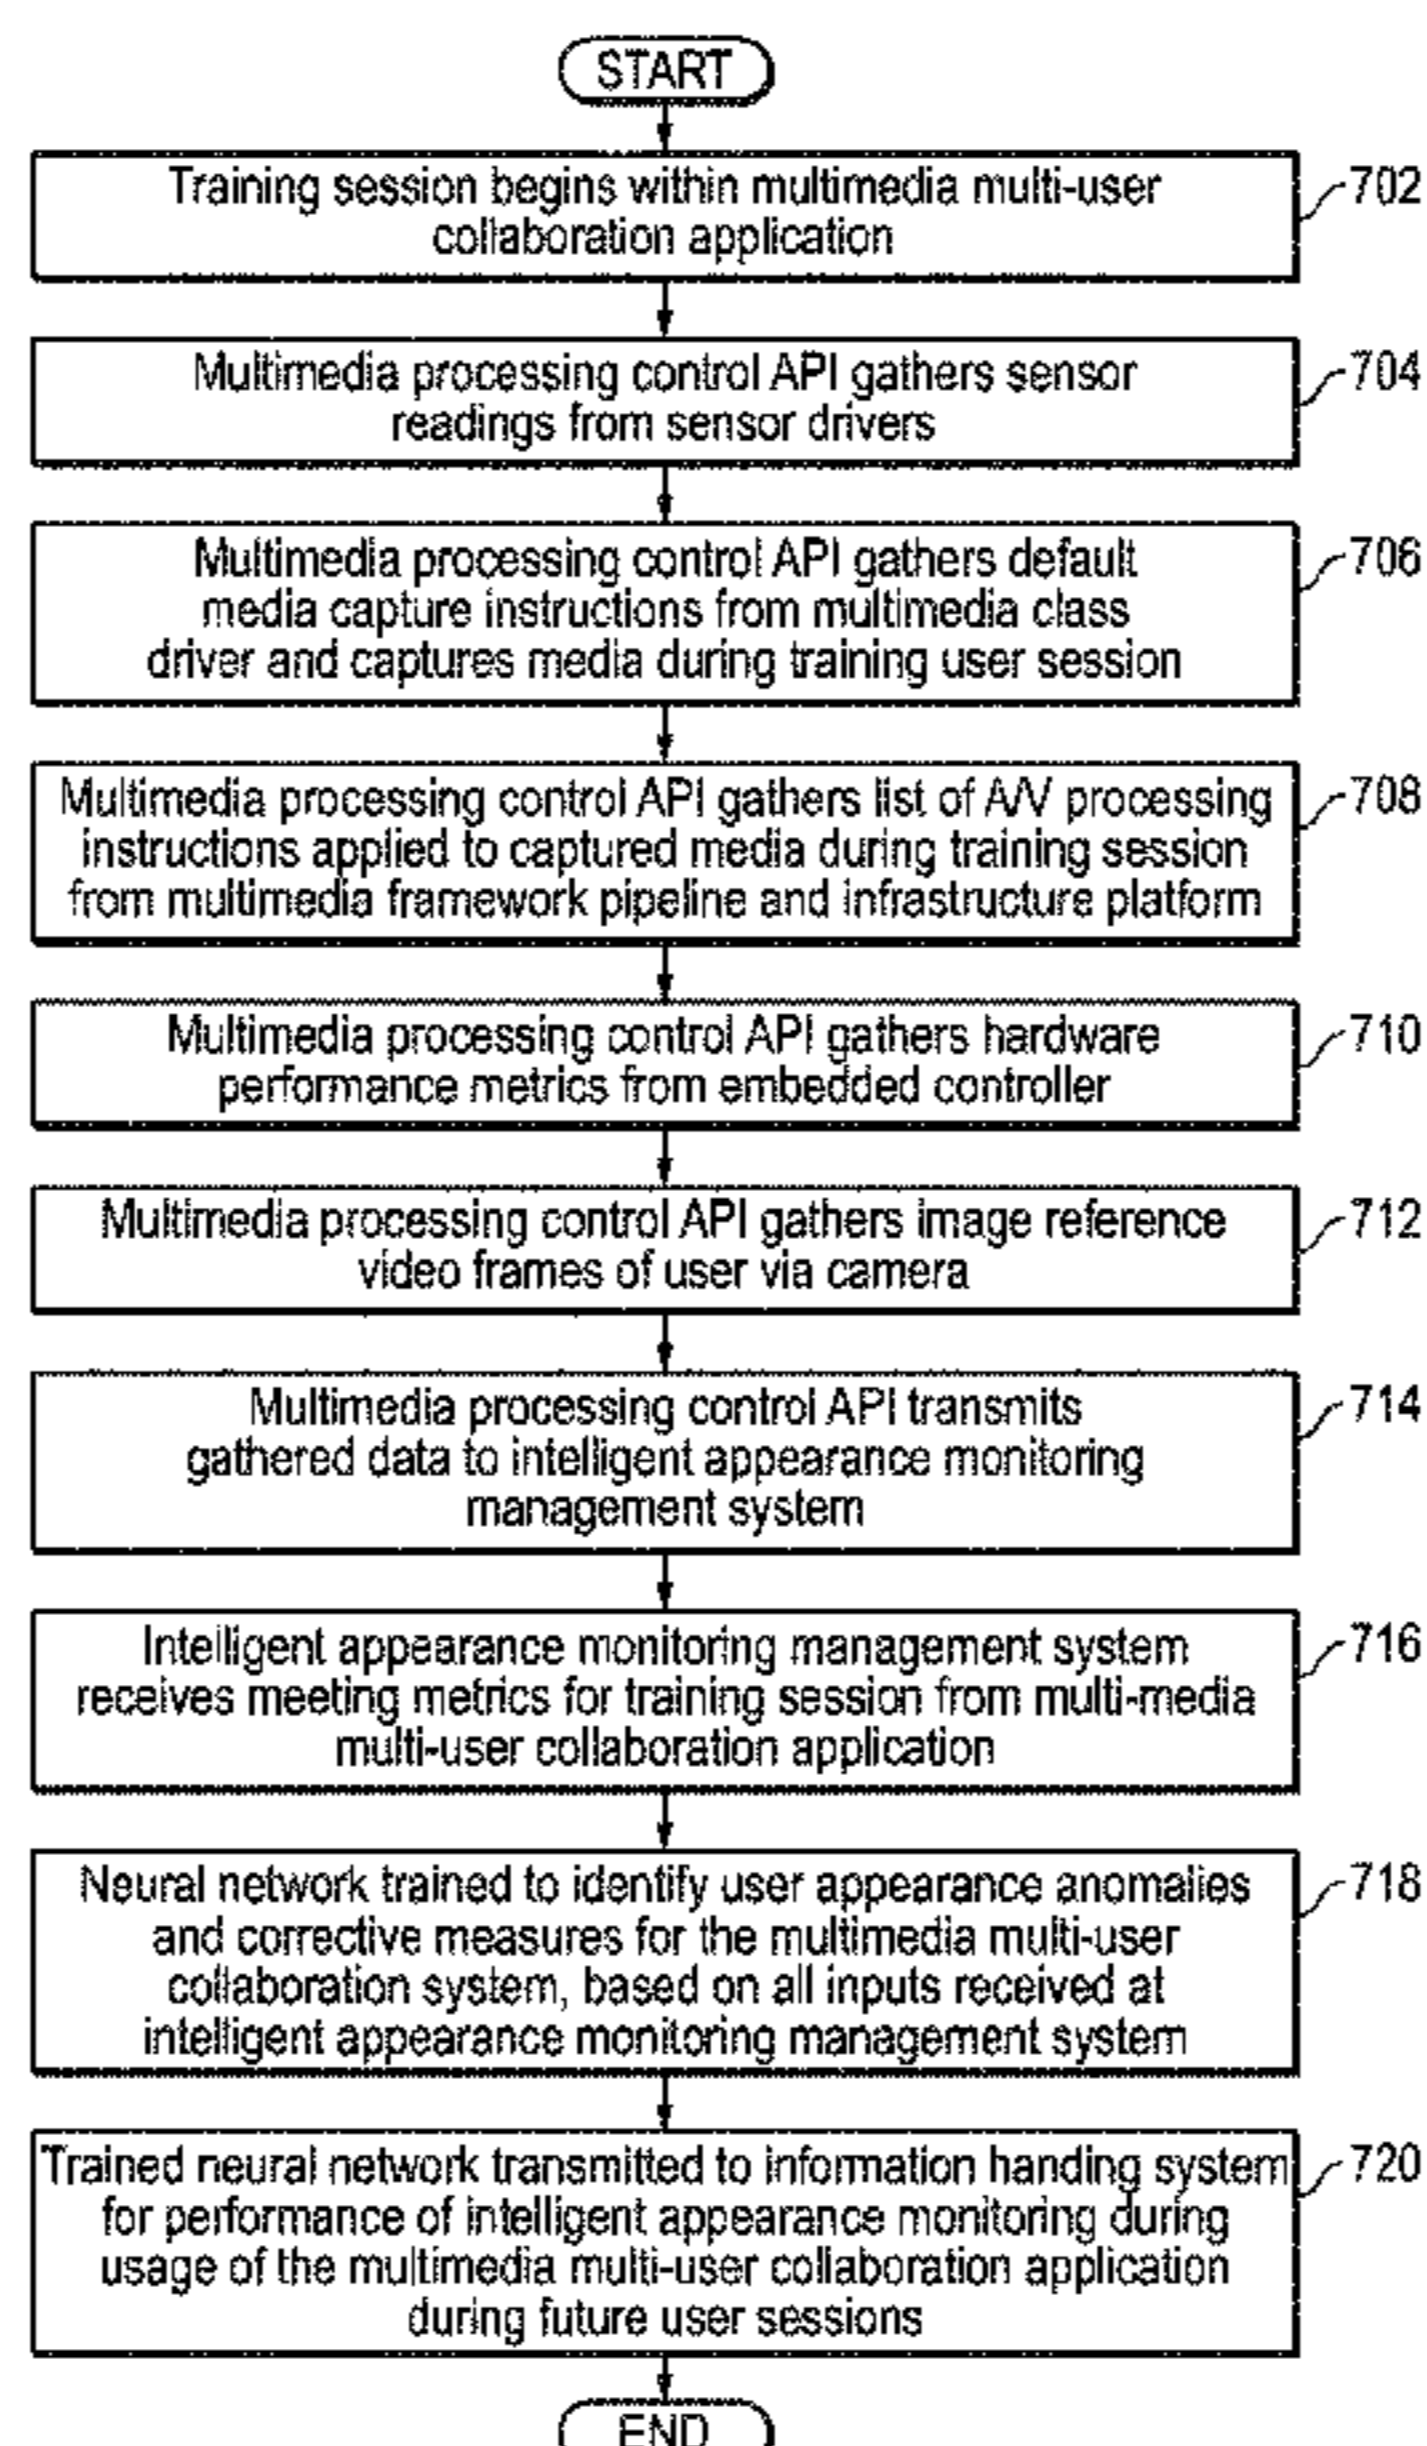 START
Training session begins within multimedia multi-user
collaboration application
702
Multimedia processing control API gathers sensor
readings from sensor drivers
704
Multimedia processing control API gathers default
media capture instructions from multimedia class
driver and captures media during training user session
706
Multimedia processing control API gathers list of A/V processing
instructions applied to captured media during training session
from multimedia framework pipeline and infrastructure platform
708
Multimedia processing control API gathers hardware
performance metrics from embedded controller
710
Multimedia processing control API gathers image reference
video frames of user via camera
712
Multimedia processing control API transmits
gathered data to intelligent appearance monitoring
management system
714
Intelligent appearance monitoring management system
receives meeting metrics for training session from multi-media
multi-user collaboration application
716
Neural network trained to identify user appearance anomalies
and corrective measures for the multimedia multi-user
collaboration system, based on all inputs received at
intelligent appearance monitoring management system
718
Trained neural network transmitted to information handing system
for performance of intelligent appearance monitoring during
usage of the multimedia multi-user collaboration application
during future user sessions
720
END